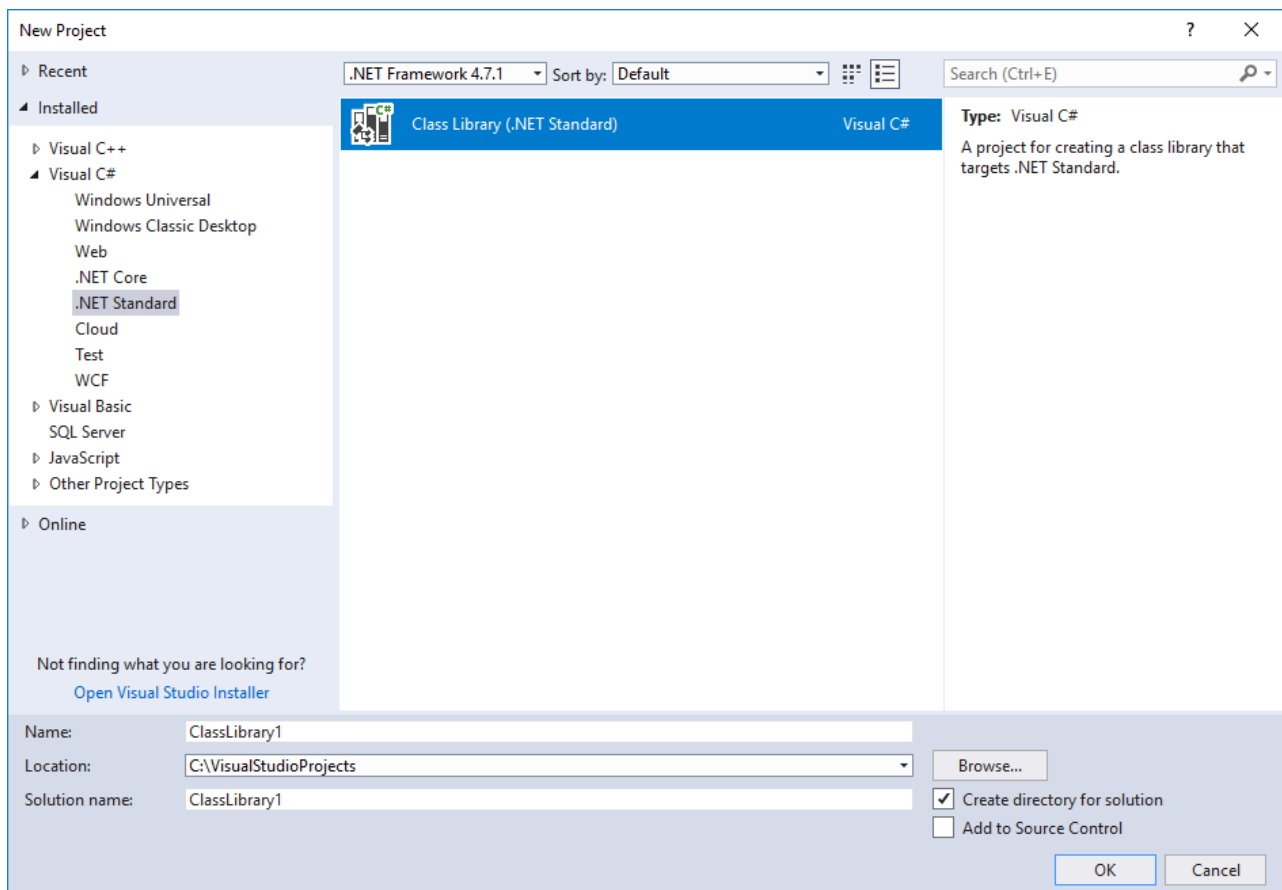 New Project
?
Recent
.NET Framework 4.7.1
Sort by:
Default
Search (Ctrl+E)
Installed
Visual C++
Visual C#
Windows Universal
Windows Classic Desktop
Web
.NET Core
.NET Standard
Cloud
Test
WCF
Visual Basic
SQL Server
JavaScript
Other Project Types
Online
Not finding what you are looking for?
Open Visual Studio Installer
C#
Class Library (.NET Standard)
Visual C#
Type: Visual C#
A project for creating a class library that
targets .NET Standard.
Name:
ClassLibrary1
Location:
C:\VisualStudioProjects
Browse...
Solution name:
ClassLibrary1
Create directory for solution
Add to Source Control
OK
Cancel